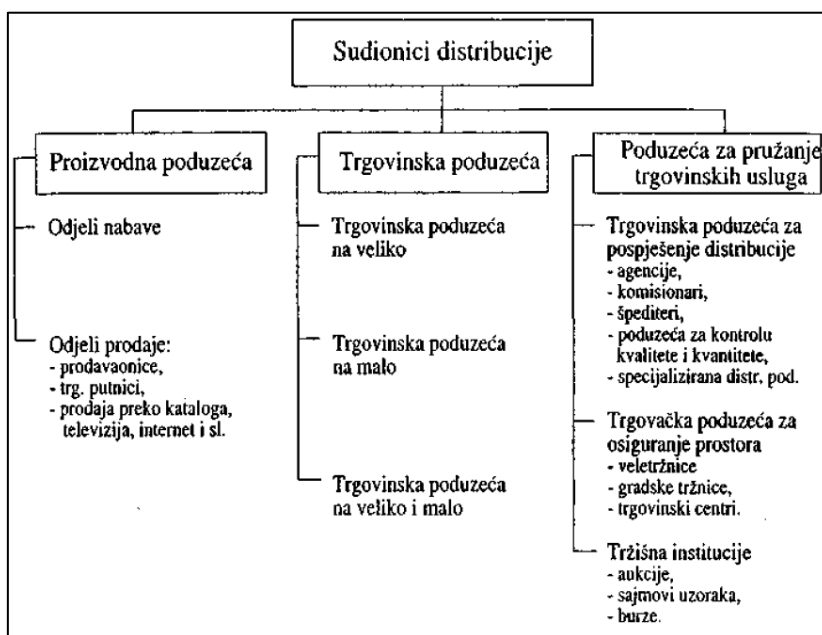 Sudionici distribucije
Proizvodna poduzeća
Odjeli nabave
Odjeli prodaje:
- prodavaonice,
- trg. putnici,
- prodaja preko kataloga,
televizija, internet i sl.
Trgovinska poduzeća
Trgovinska poduzeća
na veliko
Trgovinska poduzeća
na malo
Trgovinska poduzeća
na veliko i malo
Poduzeća za pružanje
trgovinskih usluga
Trgovinska poduzeća za
pospješenje distribucije
- agencije,
- komisionari,
- špediteri,
- poduzeća za kontrolu
kvalitete i kvantitete,
- specijalizirana distr. pod.
Trgovačka poduzeća za
osiguranje prostora
- veletržnice
- gradske tržnice,
- trgovinski centri.
Tržišna institucije
- aukcije,
- sajmovi uzoraka,
- burze.